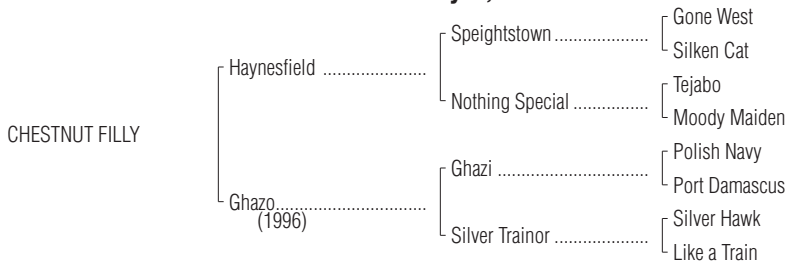 Gone West
Speightstown ....................
Silken Cat
Haynesfield ......................
Tejabo
Nothing Special ................
Moody Maiden
CHESTNUT FILLY
Polish Navy
Ghazi ................................
Port Damascus
Ghazo................................
(1996)
Silver Hawk
Silver Trainor ....................
Like a Train